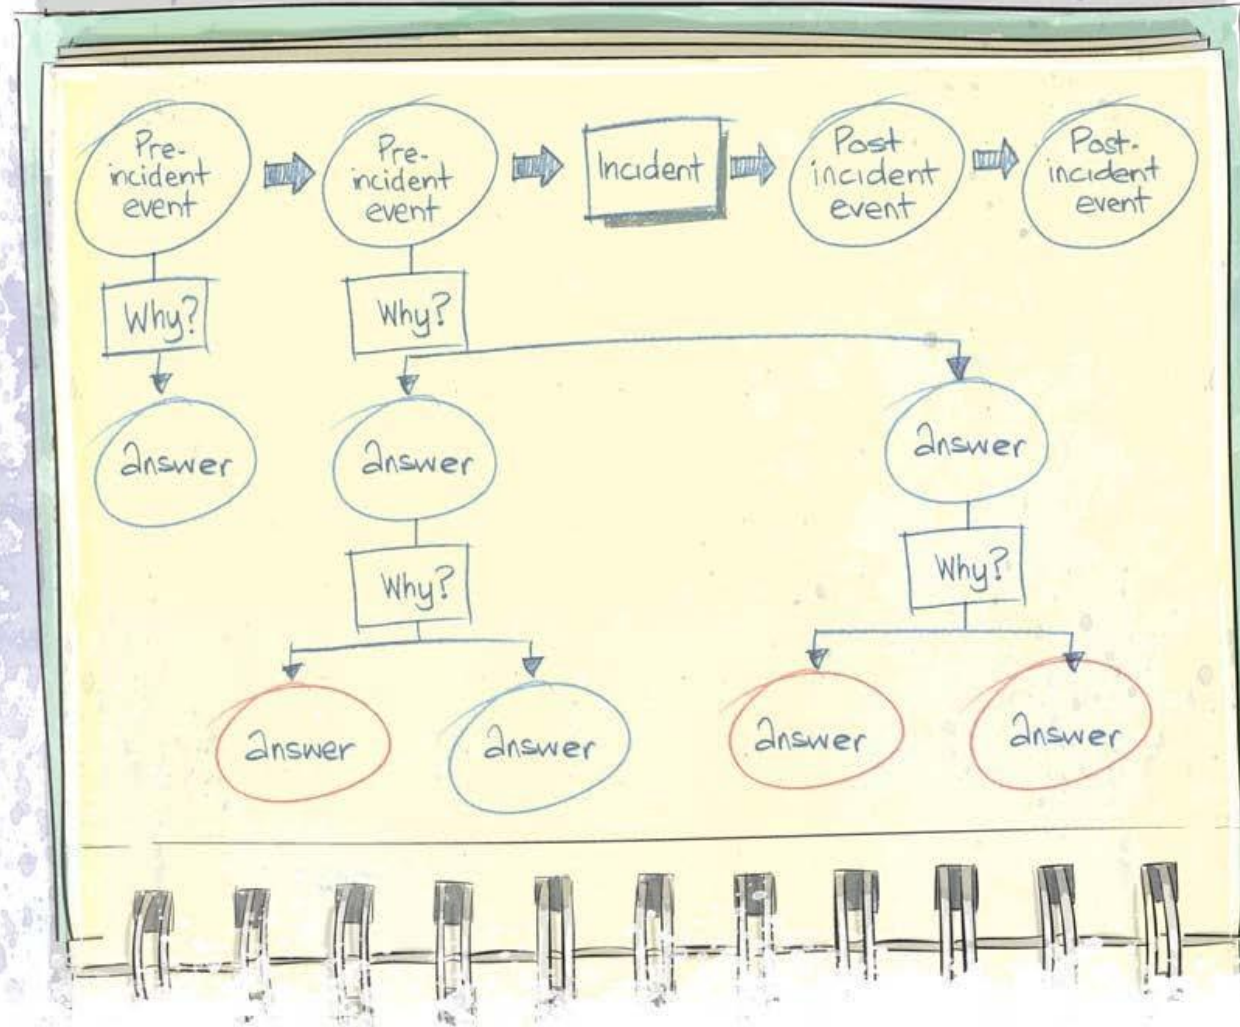 Pre-
incident
event
Pre-
incident
event
Incident
Post
incident
event
Post-
incident
event
Why?
Why?
answer
answer
answer
Why?
Why?
answer
answer
answer
answer